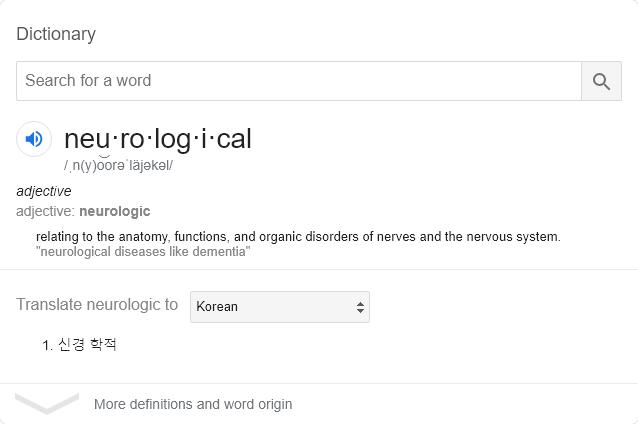 Dictionary
Search for a word
neu·ro·log·i·cal
/ˌn(y)o͝orəˈläjəkəl/
adjective
adjective: neurologic
relating to the anatomy, functions, and organic disorders of nerves and the nervous system.
"neurological diseases like dementia"
Translate neurologic to Korean
1. 신경 학적
More definitions and word origin